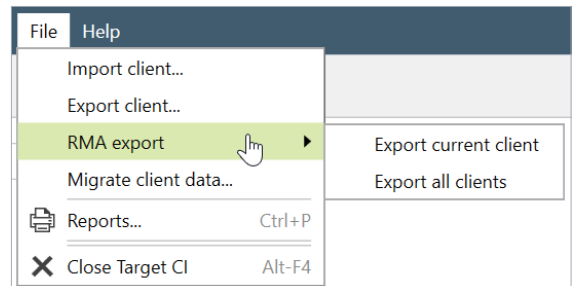 File Help
Import client...
Export client...
RMA export
Export current client
Migrate client data...
Export all clients
Reports... Ctrl+P
Close Target CI Alt-F4